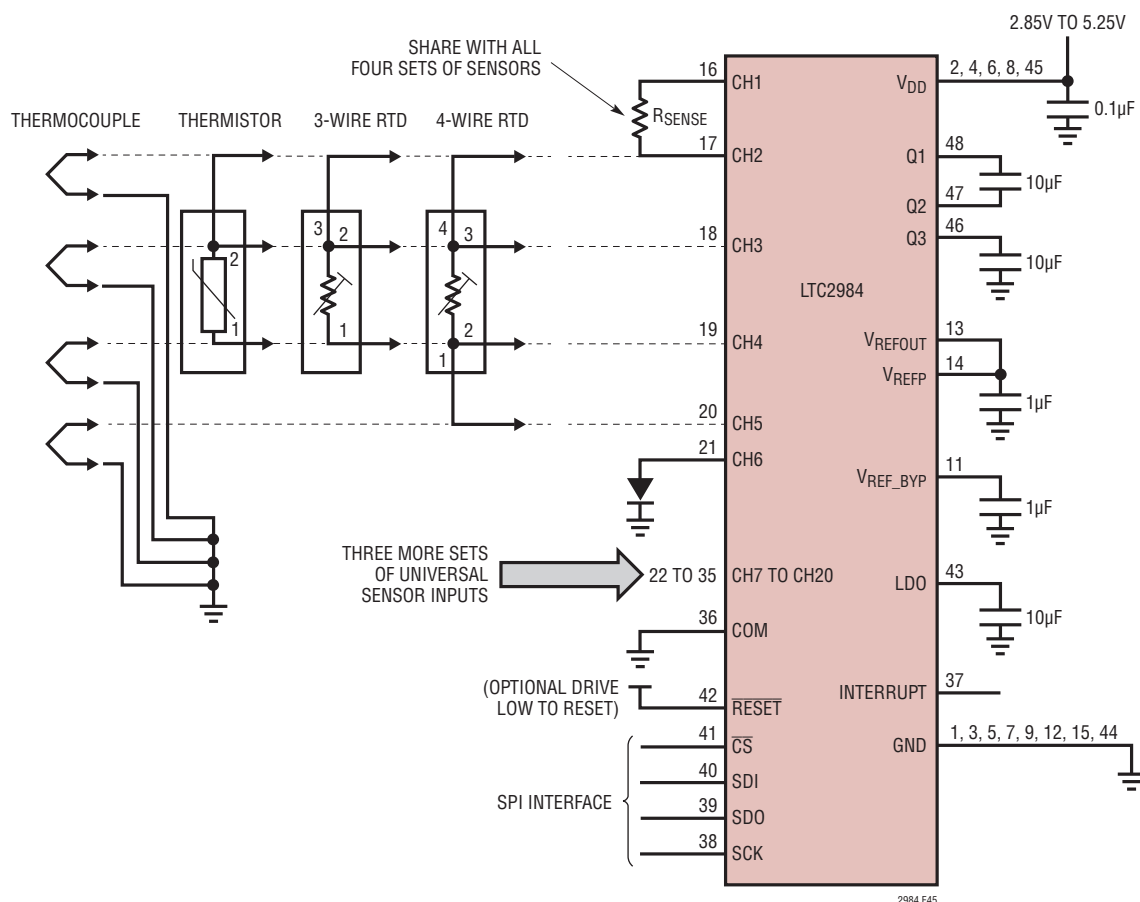 2.85V TO 5.25V
SHARE WITH ALL
FOUR SETS OF SENSORS
THERMOCOUPLE
THERMISTOR
3-WIRE RTD
4-WIRE RTD
RSENSE
3
2
4
3
2
1
1
2
1
16
17
18
19
20
21
22 TO 35
36
42
41
40
39
38
CH1
CH2
CH3
CH4
CH5
CH6
CH7 TO CH20
COM
RESET
CS
SDI
SDO
SCK
LTC2984
VDD
Q1
Q2
Q3
VREFOUT
VREFP
VREF_BYP
LDO
INTERRUPT
GND
2, 4, 6, 8, 45
0.1µF
48
10µF
47
46
10µF
13
14
1µF
11
1µF
43
10µF
37
1, 3, 5, 7, 9, 12, 15, 44
THREE MORE SETS
OF UNIVERSAL
SENSOR INPUTS
(OPTIONAL DRIVE
LOW TO RESET)
SPI INTERFACE
2984 F45